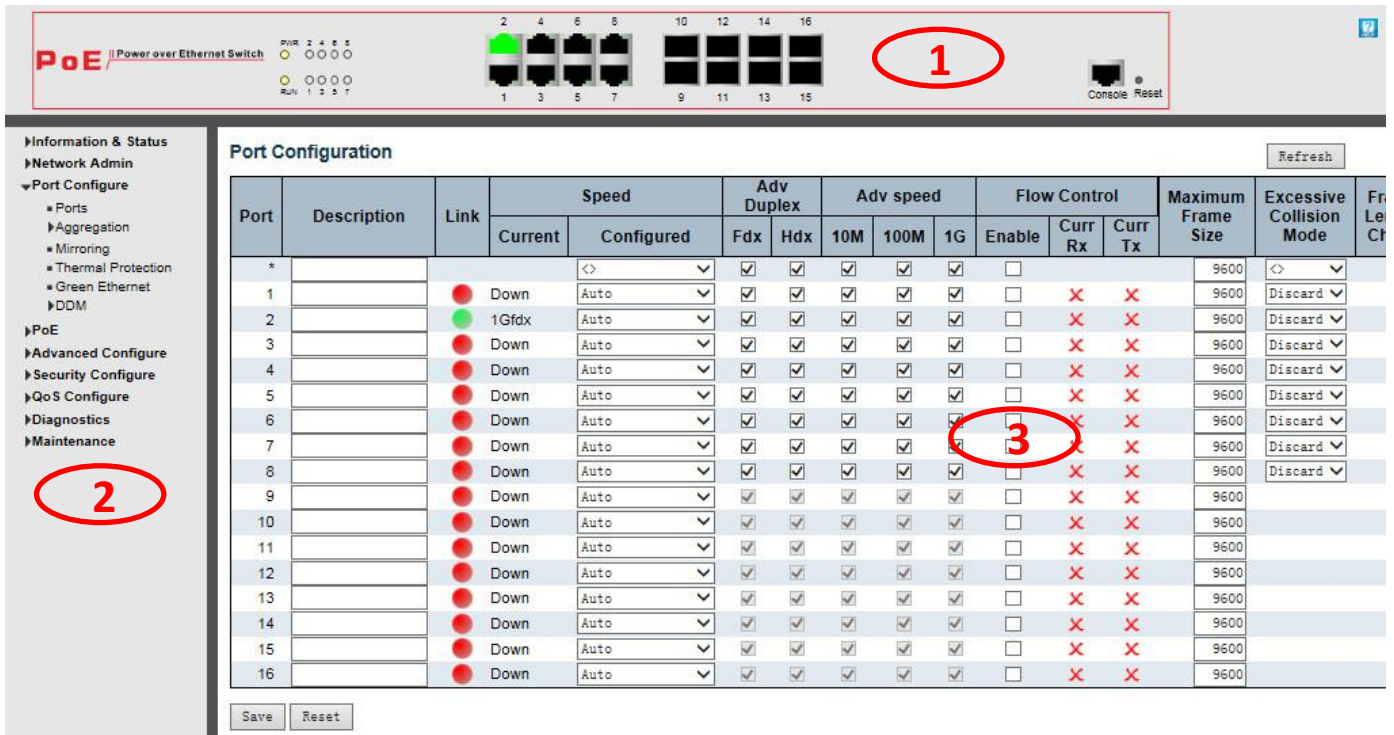 2 4 6 8 10 12 14 16
PoE Power over Ethernet Switch
PWR 2 4 6 8
RUN 1 3 5 7
1 3 5 7 9 11 13 15
Console Reset
1
Information & Status
Network Admin
Port Configure
Ports
Aggregation
Mirroring
Thermal Protection
Green Ethernet
DDM
PoE
Advanced Configure
Security Configure
QoS Configure
Diagnostics
Maintenance
2
Port Configuration
Refresh
Port Description Link Speed Adv Duplex Adv speed Flow Control Maximum Frame Size Excessive Collision Mode
Current Configured Fdx Hdx 10M 100M 1G Enable Curr Rx Curr Tx
* <> 9600 <>
1 Down Auto 9600 Discard
2 1Gfdx Auto 9600 Discard
3 Down Auto 9600 Discard
4 Down Auto 9600 Discard
5 Down Auto 9600 Discard
6 Down Auto 9600 Discard
3
7 Down Auto 9600 Discard
8 Down Auto 9600 Discard
9 Down Auto 9600
10 Down Auto 9600
11 Down Auto 9600
12 Down Auto 9600
13 Down Auto 9600
14 Down Auto 9600
15 Down Auto 9600
16 Down Auto 9600
Save Reset